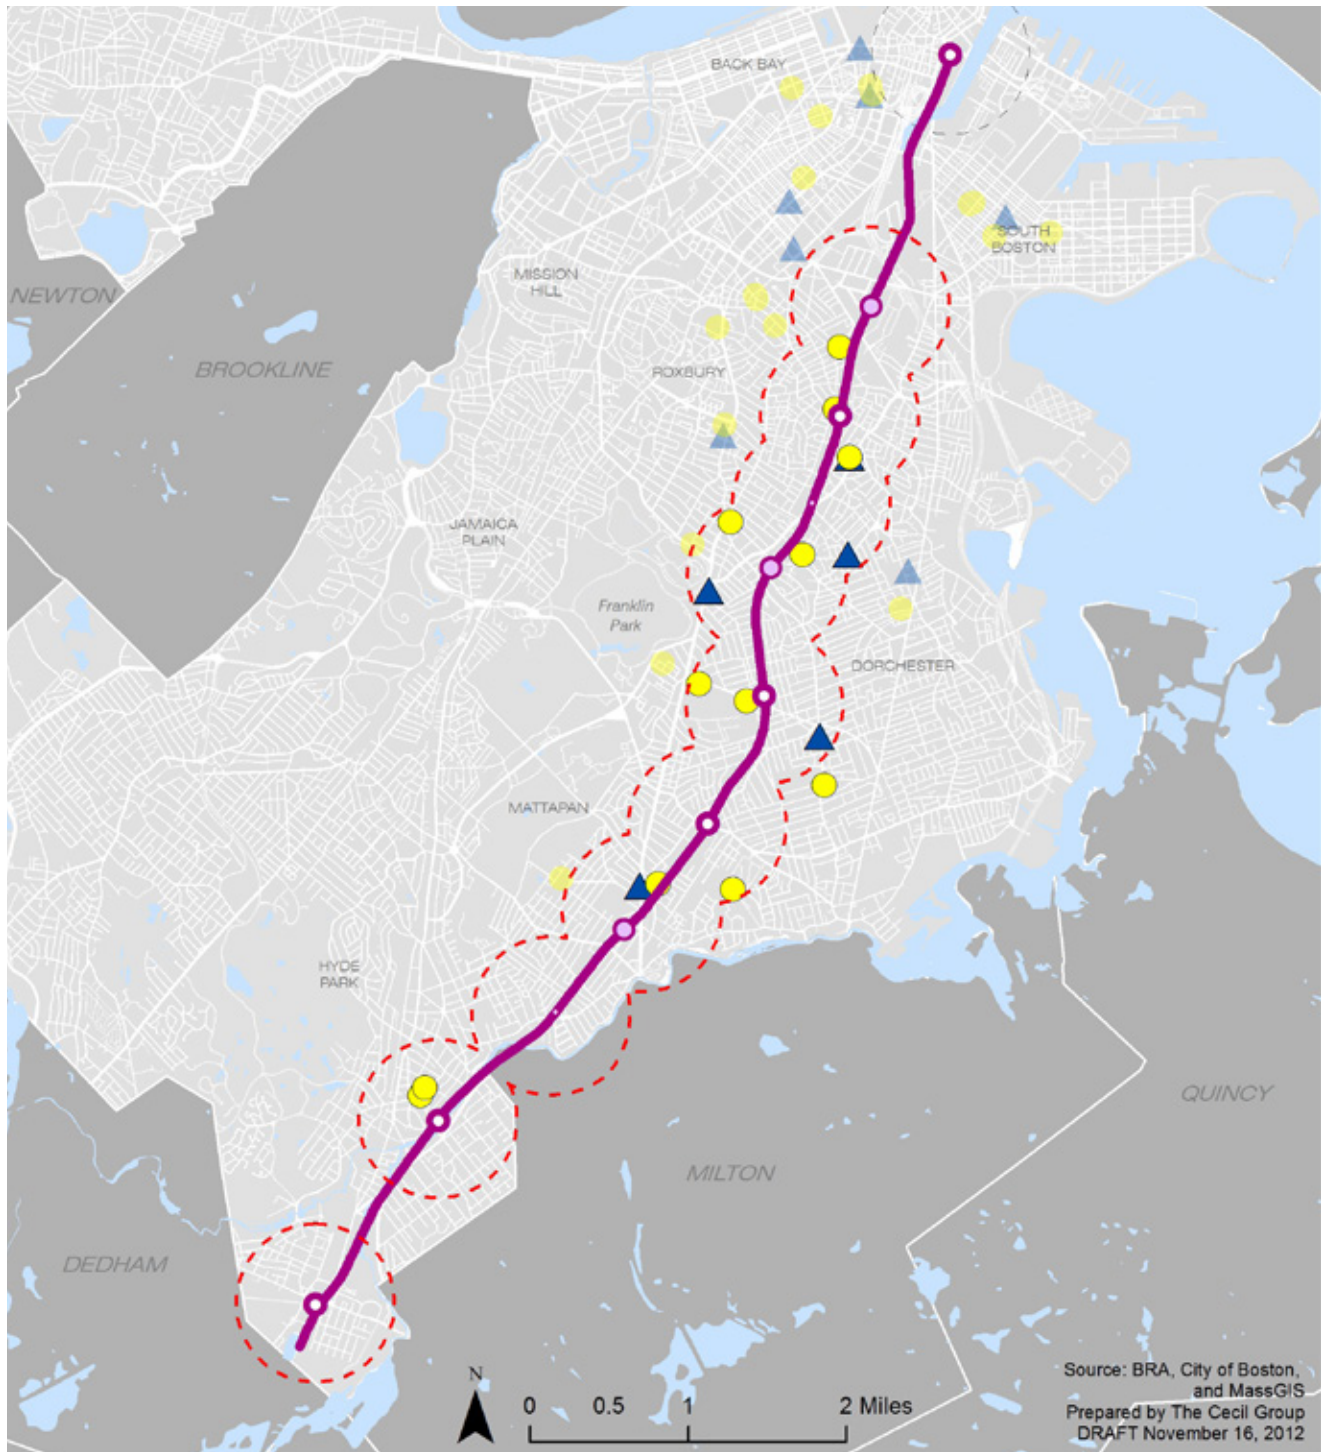 BACK BAY
SOUTH
BOSTON
MISSION
HILL
NEWTON
BROOKLINE
ROXBURY
JAMAICA
PLAIN
Franklin
Park
DORCHESTER
MATTAPAN
HYDE
PARK
QUINCY
MILTON
DEDHAM
N
0 0.5 1 2 Miles
Source: BRA, City of Boston,
and MassGIS
Prepared by The Cecil Group
DRAFT November 16, 2012